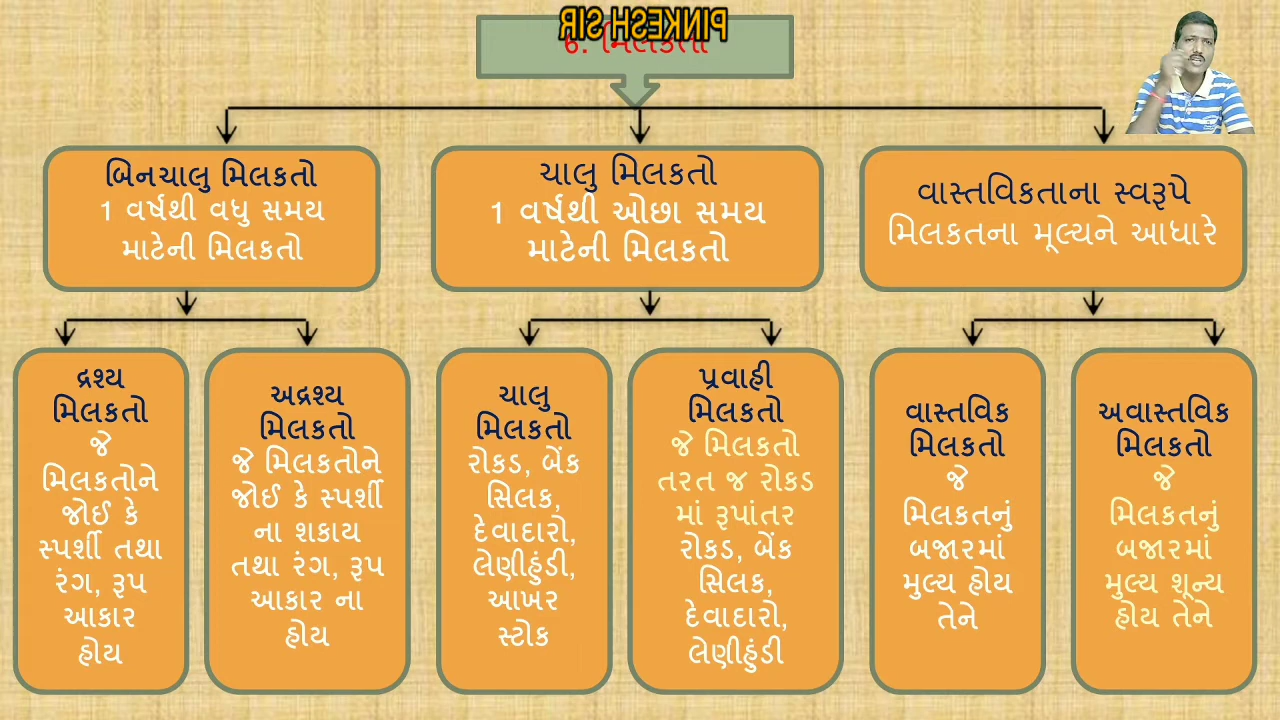 PINKESH SIR
6. મિલકતો
બિનચાલુ મિલકતો
1 વર્ષથી વધુ સમય
માટેની મિલકતો
ચાલુ મિલકતો
1 વર્ષથી ઓછા સમય
માટેની મિલકતો
વાસ્તવિકતાના સ્વરૂપે
મિલકતના મૂલ્યને આધારે
દ્રશ્ય
મિલકતો
જે
મિલકતોને
જોઈ કે
સ્પર્શી તથા
રંગ, રૂપ
આકાર
હોય
અદ્રશ્ય
મિલકતો
જે મિલકતોને
જોઈ કે સ્પર્શી
ના શકાય
તથા રંગ, રૂપ
આકાર ના
હોય
ચાલુ
મિલકતો
રોકડ, બેંક
સિલક,
દેવાદારો,
લેણીહુંડી,
આખર
સ્ટોક
પ્રવાહી
મિલકતો
જે મિલકતો
તરત જ રોકડ
માં રૂપાંતર
રોકડ, બેંક
સિલક,
દેવાદારો,
લેણીહુંડી
વાસ્તવિક
મિલકતો
જે
મિલકતનું
બજારમાં
મુલ્ય હોય
તેને
અવાસ્તવિક
મિલકતો
જે
મિલકતનું
બજારમાં
મુલ્ય શૂન્ય
હોય તેને